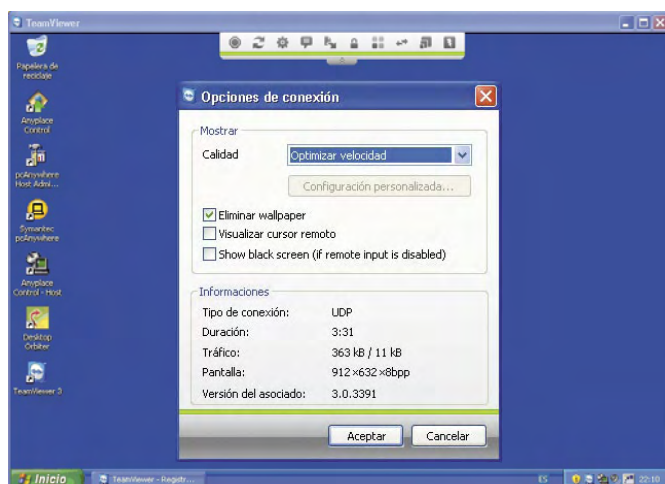 TeamViewer
Papelera de
reciclaje
Anyplace
Control
pcAnywhere
Host Admi...
Symantec
pcAnywhere
Anyplace
Control - Host
Desktop
Orbiter
TeamViewer 3
Opciones de conexión
Mostrar
Calidad
Optimizar velocidad
Configuración personalizada...
Eliminar wallpaper
Visualizar cursor remoto
Show black screen (if remote input is disabled)
Informaciones
Tipo de conexión: UDP
Duración: 3:31
Tráfico: 363 kB / 11 kB
Pantalla: 912×632×8bpp
Versión del asociado: 3.0.3391
Aceptar
Cancelar
Inicio
TeamViewer - Registr...
ES
22:10